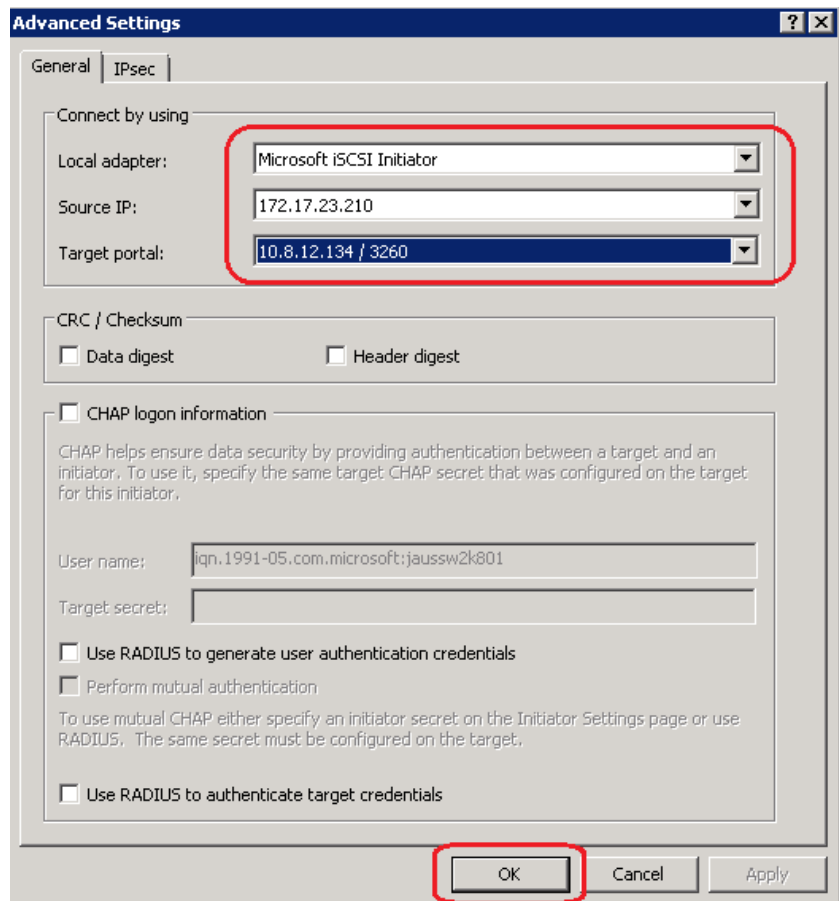 Advanced Settings
General
IPsec
Connect by using
Local adapter:
Microsoft iSCSI Initiator
Source IP:
172.17.23.210
Target portal:
10.8.12.134 / 3260
CRC / Checksum
Data digest
Header digest
CHAP logon information
CHAP helps ensure data security by providing authentication between a target and an
initiator. To use it, specify the same target CHAP secret that was configured on the target
for this initiator.
User name:
iqn.1991-05.com.microsoft:jaussw2k801
Target secret:
Use RADIUS to generate user authentication credentials
Perform mutual authentication
To use mutual CHAP either specify an initiator secret on the Initiator Settings page or use
RADIUS. The same secret must be configured on the target.
Use RADIUS to authenticate target credentials
OK
Cancel
Apply